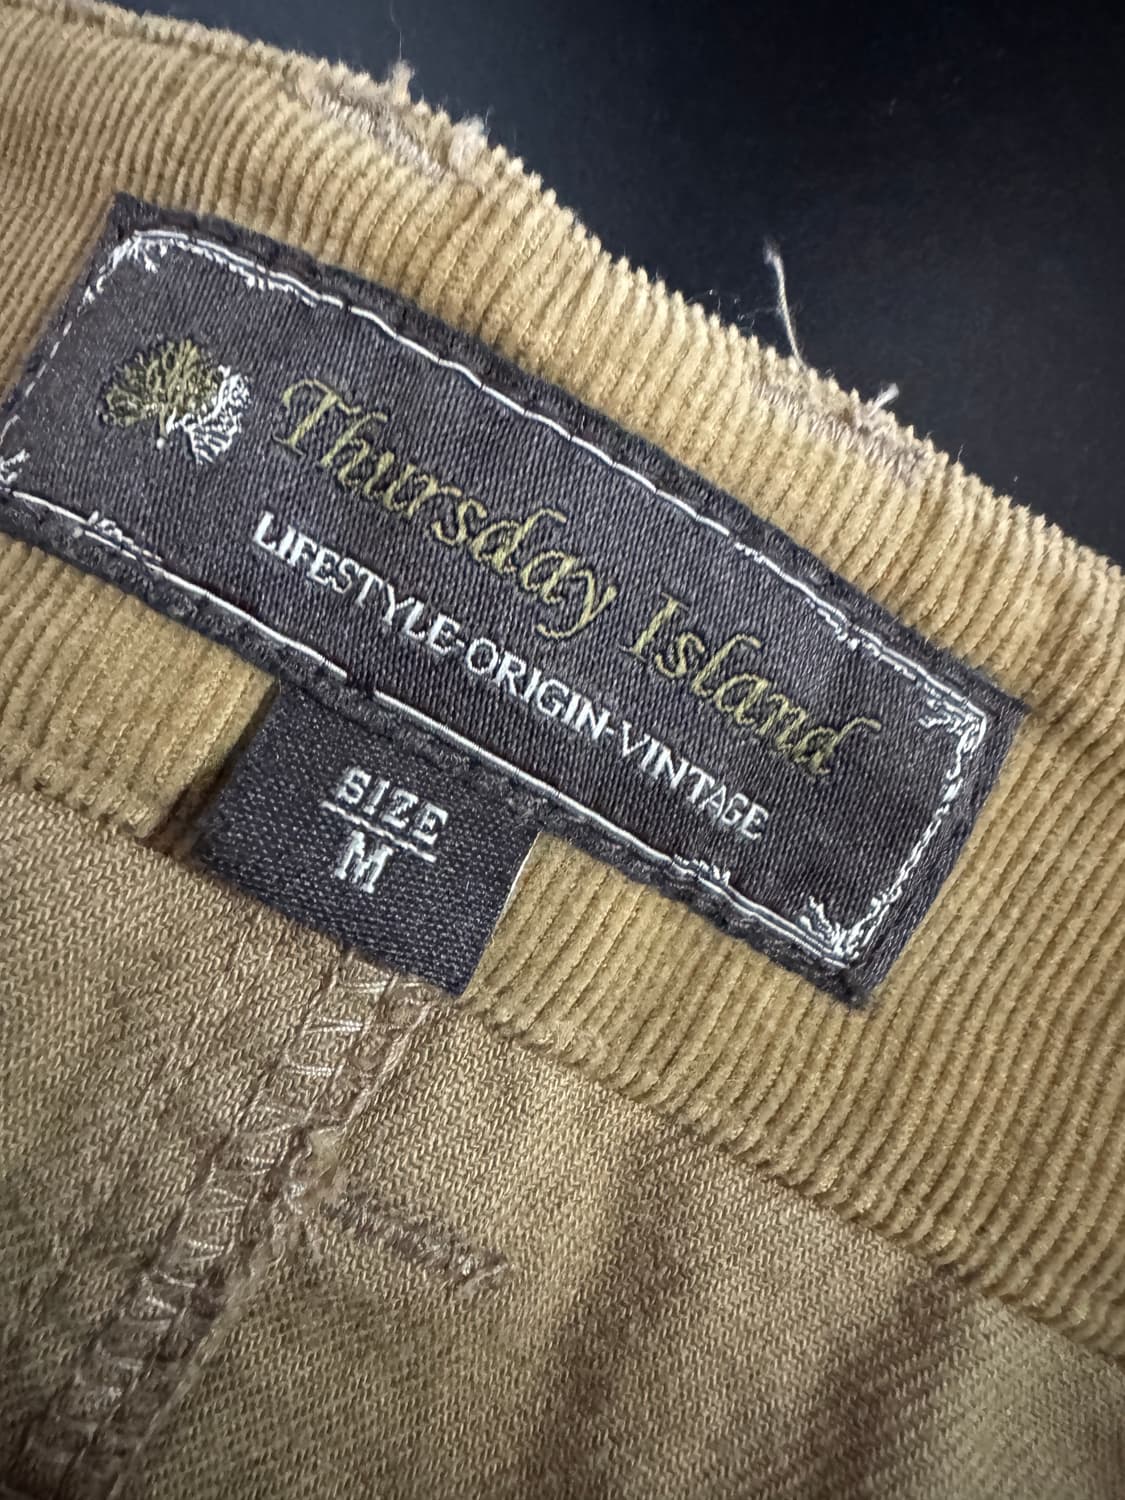 Thursday Island
LIFESTYLE·ORIGIN·VINTAGE
SIZE
M